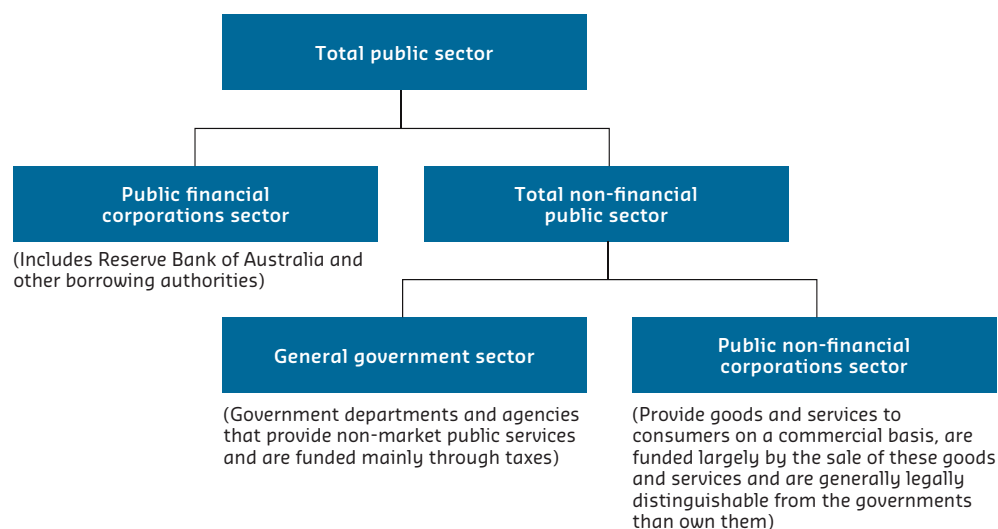 Total public sector
Public financial
corporations sector
Total non-financial
public sector
(Includes Reserve Bank of Australia and
other borrowing authorities)
General government sector
Public non-financial
corporations sector
(Government departments and agencies
that provide non-market public services
and are funded mainly through taxes)
(Provide goods and services to
consumers on a commercial basis, are
funded largely by the sale of these goods
and services and are generally legally
distinguishable from the governments
than own them)